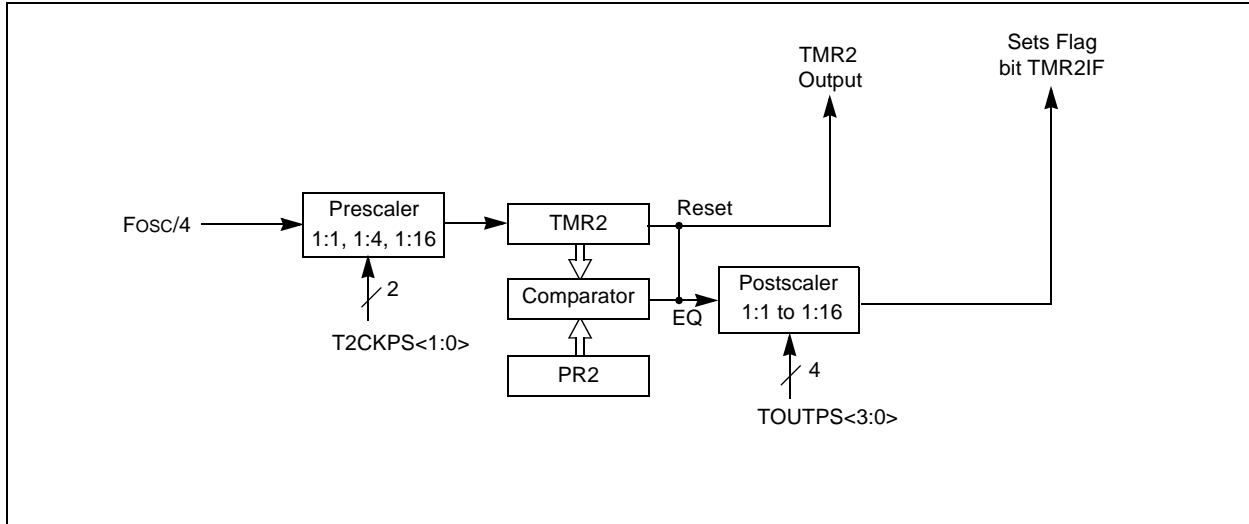 TMR2
Output
Sets Flag
bit TMR2IF
FOSC/4
Prescaler
1:1, 1:4, 1:16
2
T2CKPS<1:0>
TMR2
Reset
Comparator
EQ
PR2
Postscaler
1:1 to 1:16
4
TOUTPS<3:0>